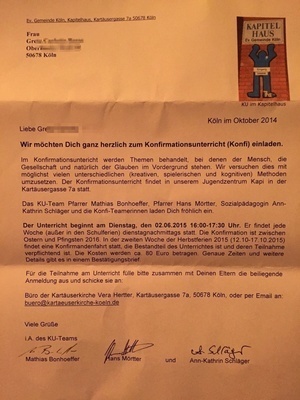 Ev. Gemeinde Köln, Kapitelhaus, Kartäusergasse 7a 50678 Köln
Frau
50678 Köln
KAPITEL
HAUS
Ev. Gemeinde Köln
KU im Kapitelhaus
Köln im Oktober 2014
Liebe Gre
Wir möchten Dich ganz herzlich zum Konfirmationsunterricht (Konfi) einladen.
Im Konfirmationsunterricht werden Themen behandelt, bei denen der Mensch, die
Gesellschaft und natürlich der Glauben im Vordergrund stehen. Wir versuchen dies mit
möglichst vielen unterschiedlichen (kreativen, spielerischen und kognitiven) Methoden
umzusetzen. Der Konfirmationsunterricht findet in unserem Jugendzentrum Kapi in der
Kartäusergasse 7a statt.
Das KU-Team Pfarrer Mathias Bonhoeffer, Pfarrer Hans Mörtter, Sozialpädagogin Ann-
Kathrin Schläger und die Konfi-Teamerinnen laden Dich fröhlich ein.
Der Unterricht beginnt am Dienstag, den 02.06.2015 16:00-17:30 Uhr. Er findet jede
Woche (außer in den Schulferien) dienstagnachmittags statt. Die Konfirmation ist zwischen
Ostern und Pfingsten 2016. In der zweiten Woche der Herbstferien 2015 (12.10-17.10.2015)
findet eine Konfirmandenfahrt statt, die Bestandteil des Unterrichtes ist und deren Teilnahme
verpflichtend ist. Die Kosten werden ca. 80 Euro betragen. Genaue Zeiten und weitere
Details gibt es in einem Bestätigungsbrief.
Für die Teilnahme am Unterricht fülle bitte zusammen mit Deinen Eltern die beiliegende
Anmeldung aus und schicke sie an:
Büro der Kartäuserkirche Vera Hettler, Kartäusergasse 7a, 50678 Köln, oder per Email an:
buero@kartaeuserkirche-koeln.de
Viele Grüße
i.A. des KU-Teams
Mathias Bonhoeffer Hans Mörtter und Ann-Kathrin Schläger